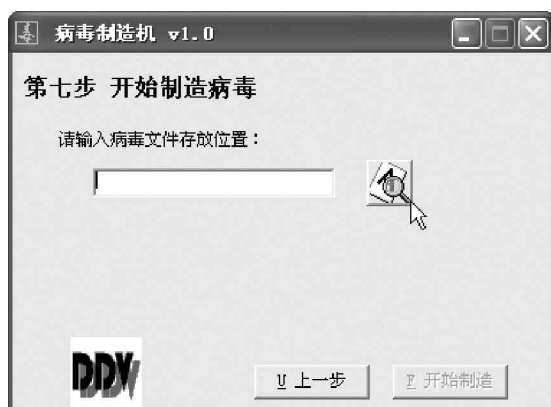 病毒制造机 v1.0
第七步 开始制造病毒
请输入病毒文件存放位置：
DDV
U 上一步
F 开始制造